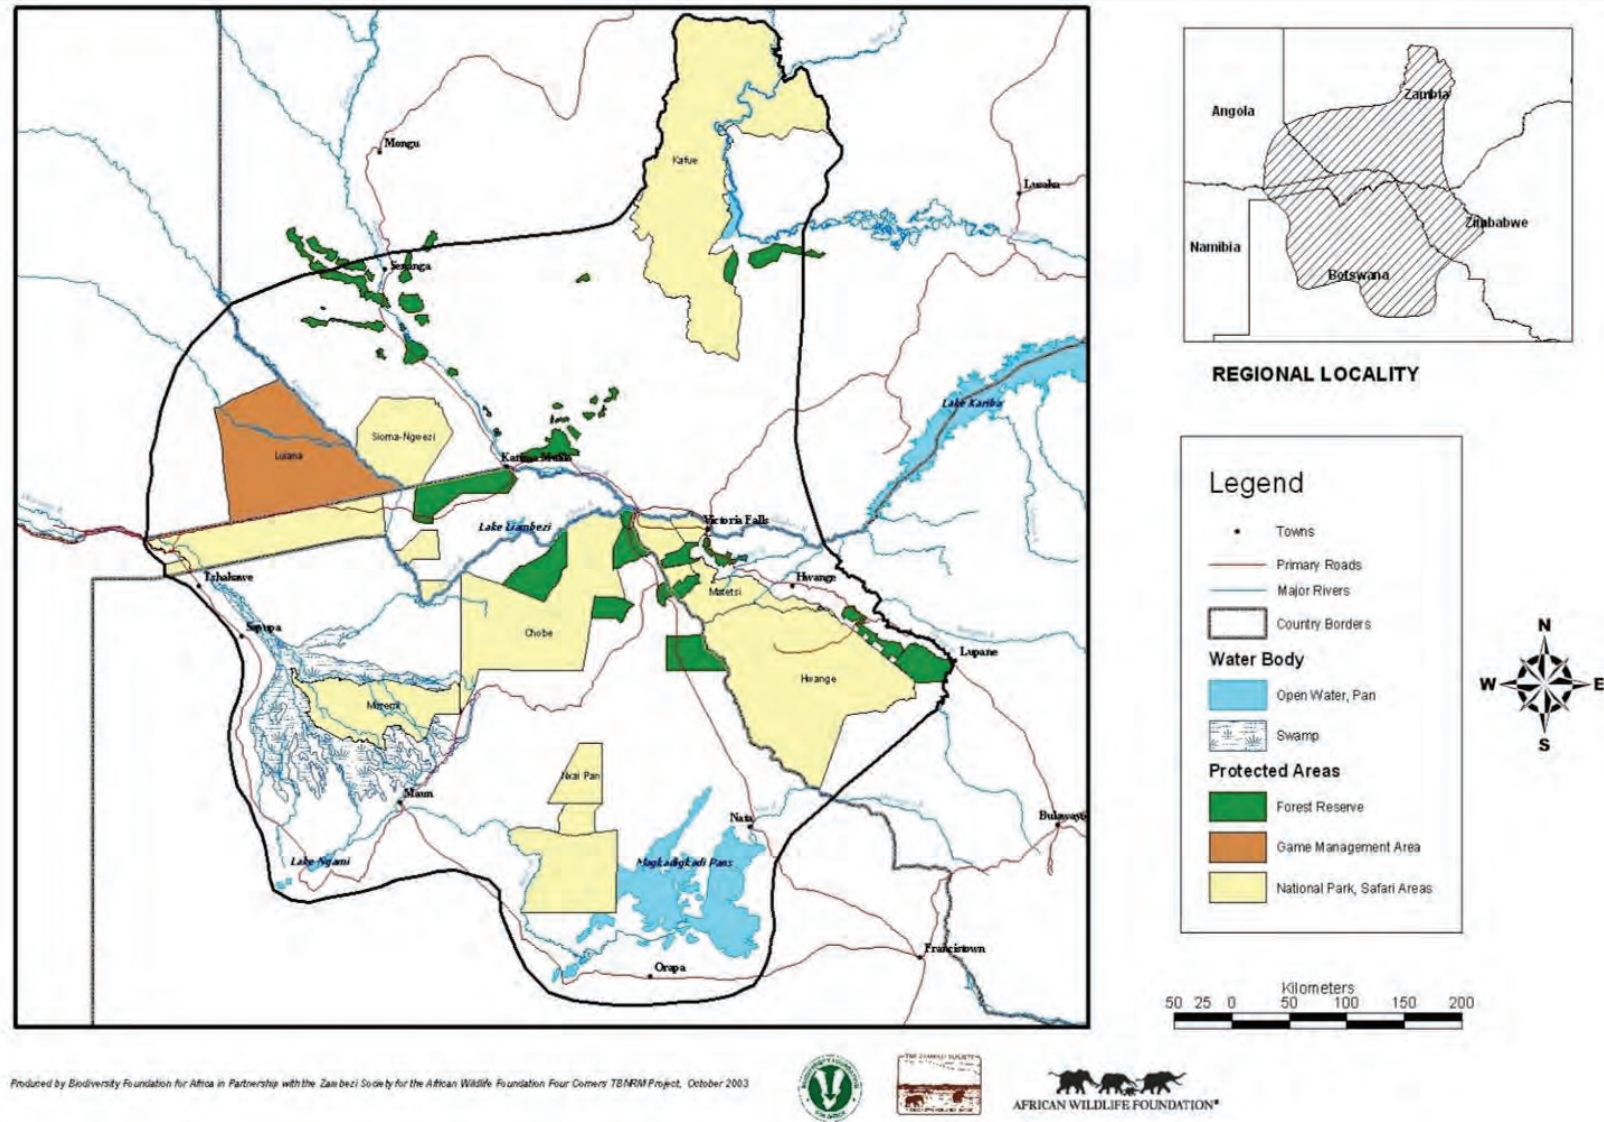 Mongu
Kafue
Lusaka
Senanga
Lake Kariba
Sioma-Ngwezi
Luiana
Katima Mulilo
Lake Liambezi
Victoria Falls
Hwange
Matetsi
Chobe
Sepupa
Lupane
Hwange
Moremi
Nxai Pan
Maun
Nata
Lake Ngami
Magkadigkadi Pans
Francistown
Orapa
Angola
Zambia
Namibia
Zimbabwe
Botswana
REGIONAL LOCALITY
Legend
Towns
Primary Roads
Major Rivers
Country Borders
Water Body
Open Water, Pan
Swamp
Protected Areas
Forest Reserve
Game Management Area
National Park, Safari Areas
N
W E
S
Kilometers
50 25 0 50 100 150 200
Produced by Biodiversity Foundation for Africa in Partnership with the Zambezi Society for the African Wildlife Foundation Four Corners TBNRM Project, October 2003
THE ZAMBEZI SOCIETY
AFRICAN WILDLIFE FOUNDATION®